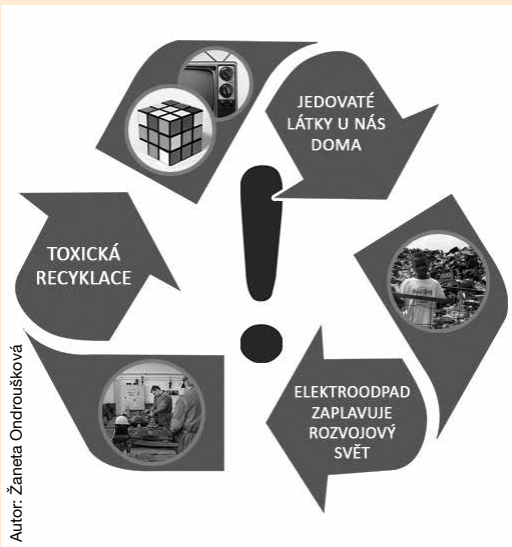 JEDOVATÉ
LÁTKY U NÁS
DOMA
ELEKTROODPAD
ZAPLAVUJE
ROZVOJOVÝ
SVĚT
TOXICKÁ
RECYKLACE
Autor: Žaneta Ondroušková